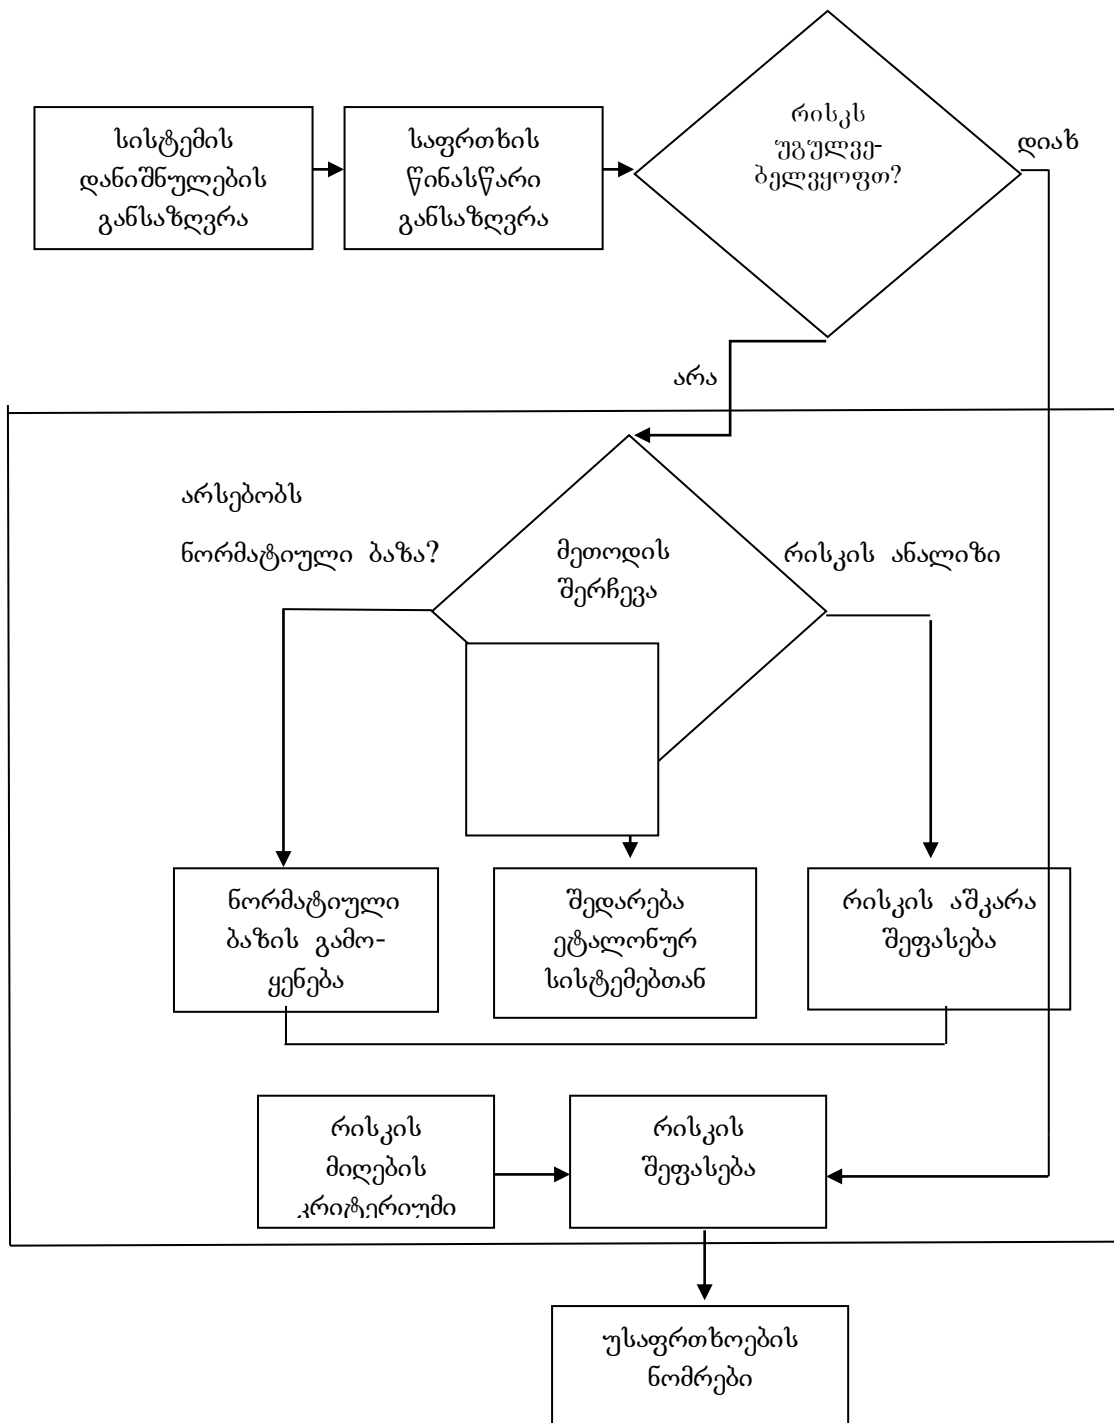 სისტემის
დანიშნულების
განსაზღვრა
საფრთხის
წინასწარი
განსაზღვრა
რისკს
უგულვე-
ბელვყოფთ?
დიახ
არა
არსებობს
ნორმატიული ბაზა?
მეთოდის
შერჩევა
რისკის ანალიზი
ნორმატიული
ბაზის გამო-
ყენება
შედარება
ეტალონურ
სისტემებთან
რისკის აშკარა
შეფასება
რისკის
მიღების
კრიტერიუმი
რისკის
შეფასება
უსაფრთხოების
ნომრები